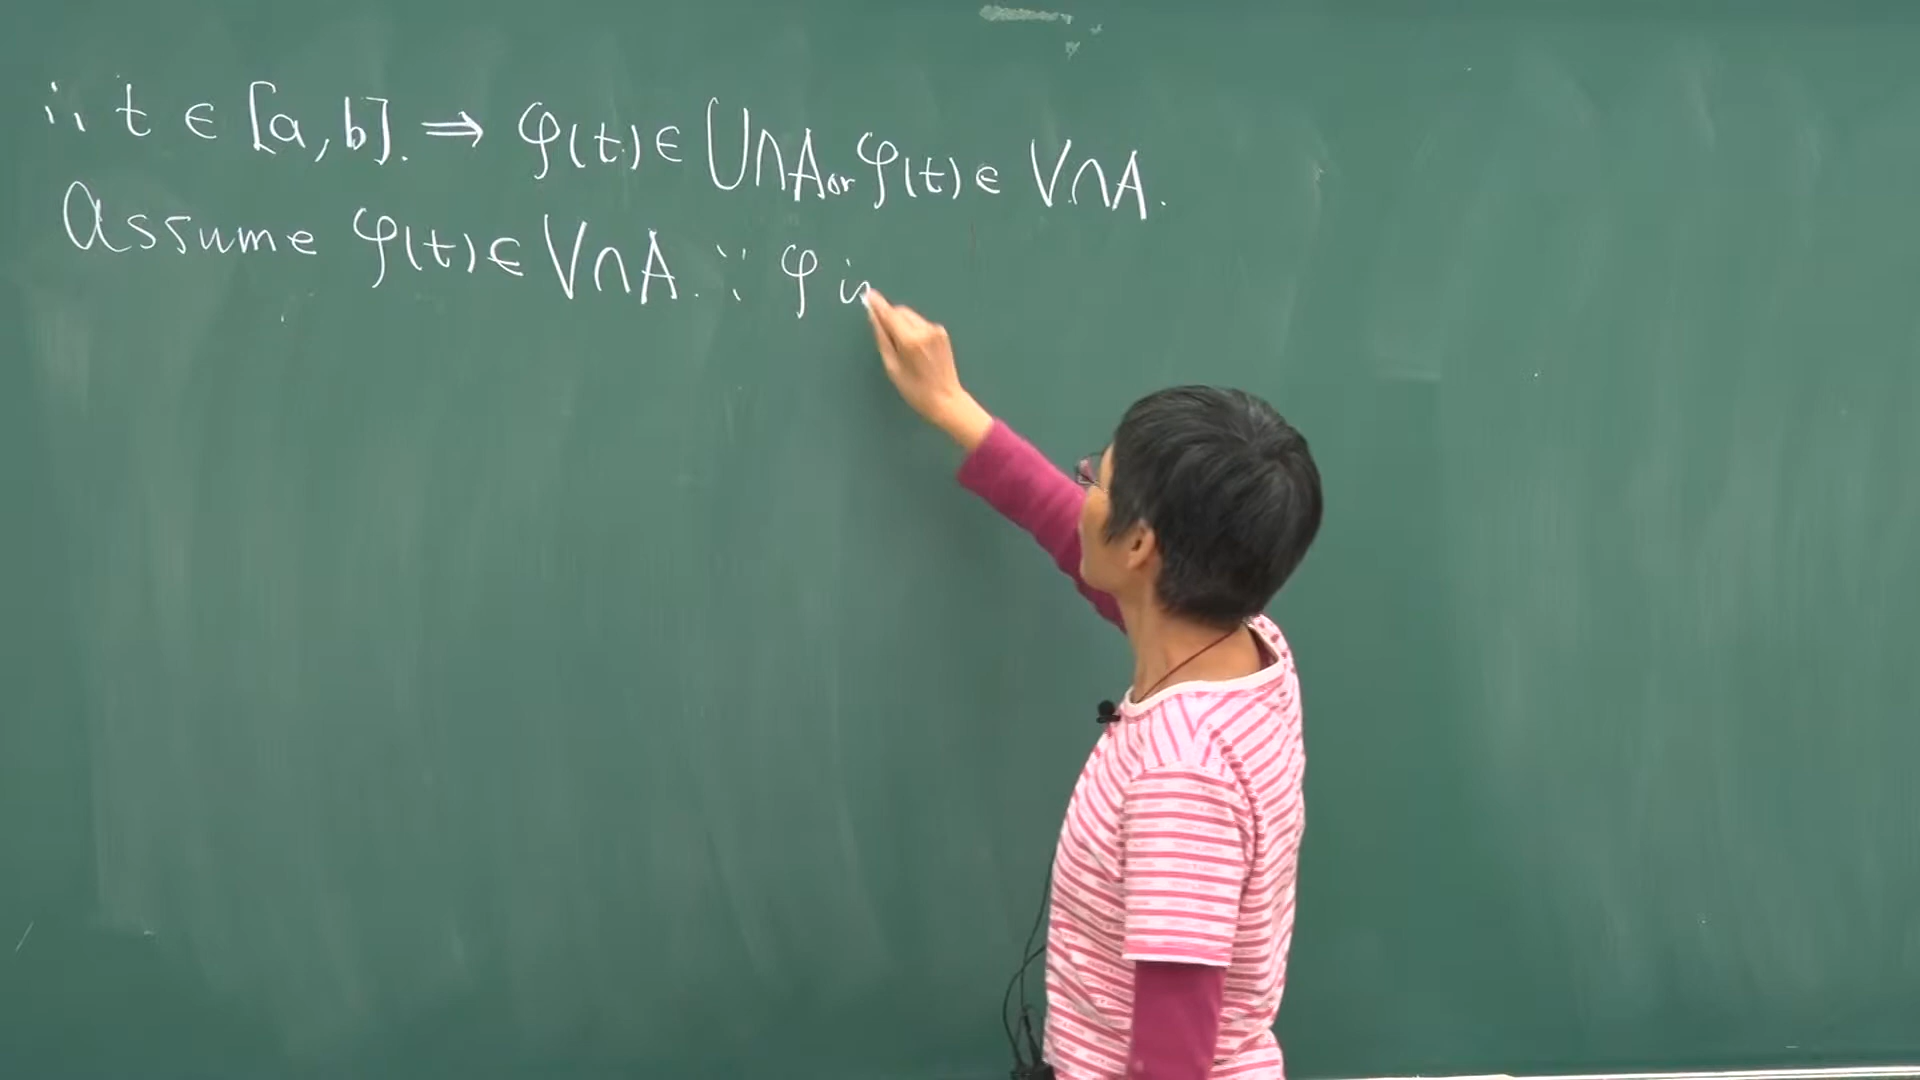 ∴ t ∈ [a, b]. ⇒ φ(t) ∈ U∩A or φ(t) ∈ V∩A.
Assume φ(t) ∈ V∩A. ∵ φ is